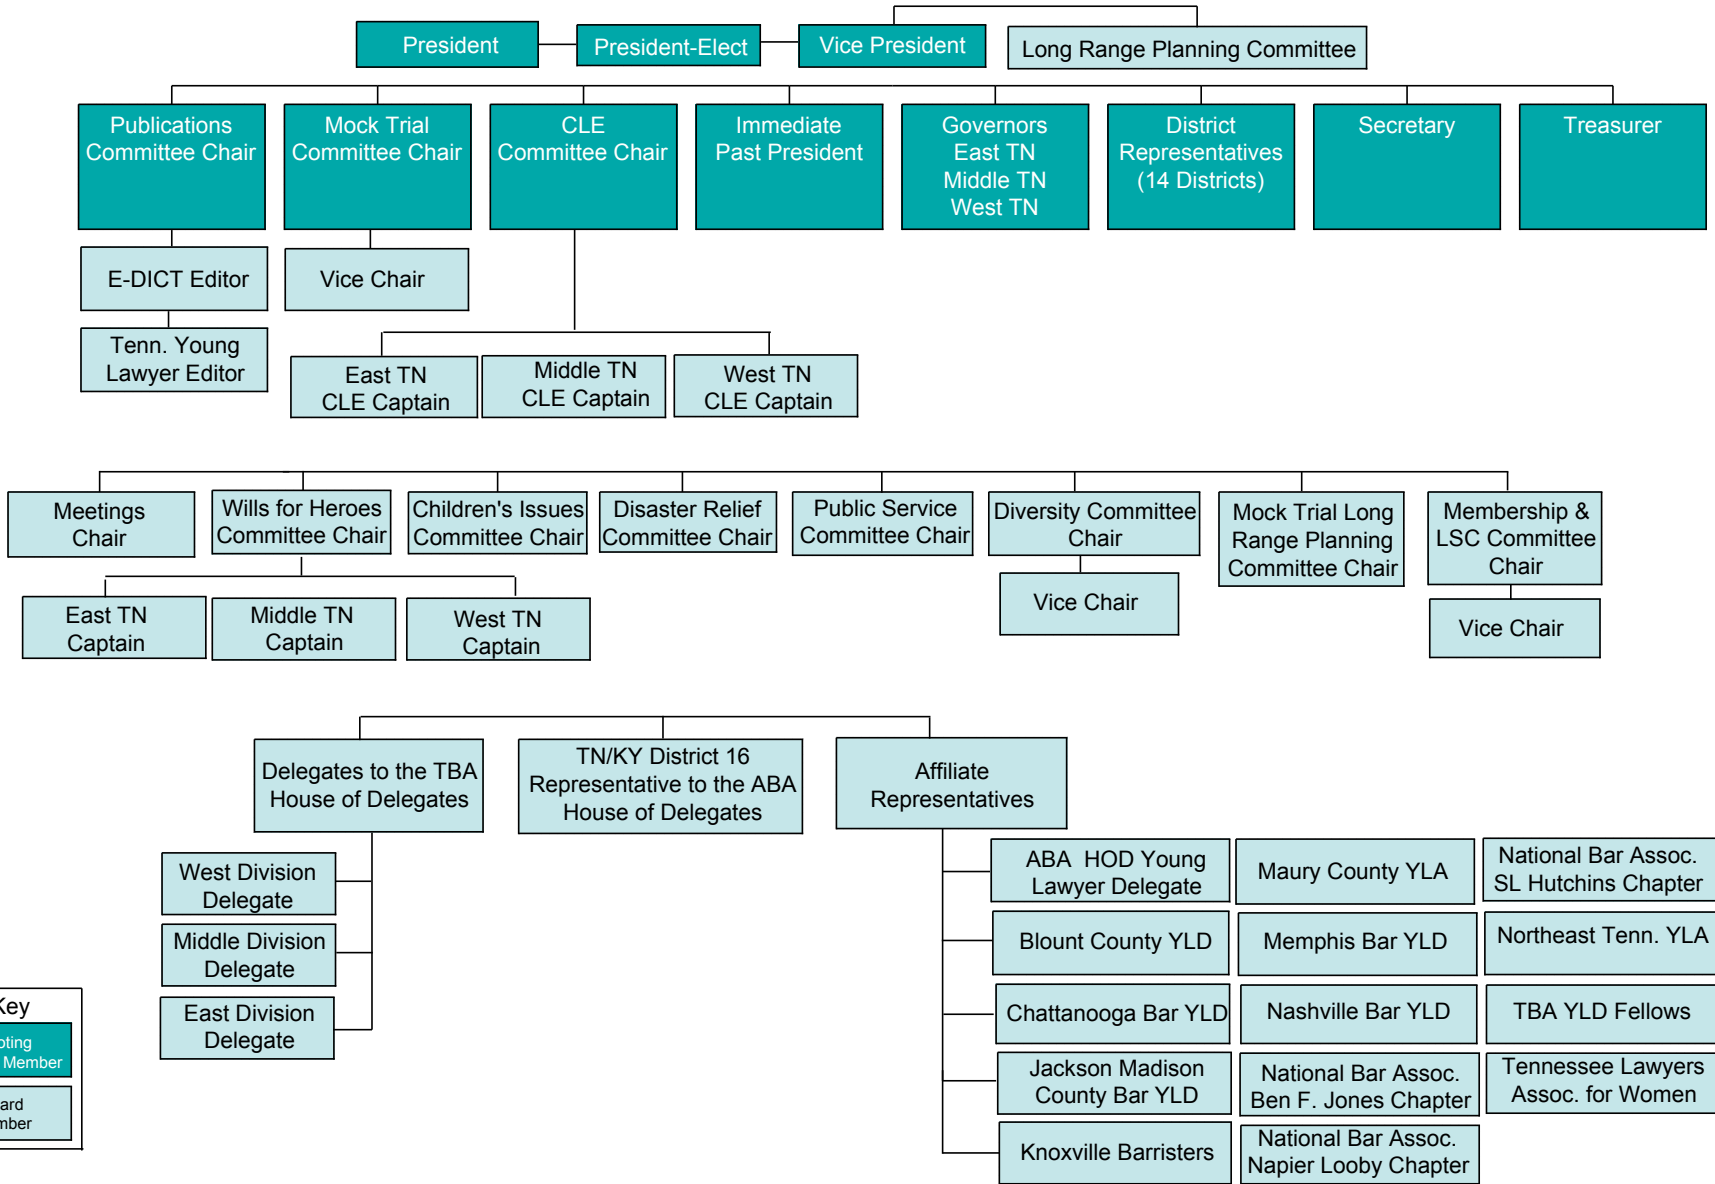 President
President-Elect
Vice President
Long Range Planning Committee
Publications
Committee Chair
Mock Trial
Committee Chair
CLE
Committee Chair
Immediate
Past President
Governors
East TN
Middle TN
West TN
District
Representatives
(14 Districts)
Secretary
Treasurer
E-DICT Editor
Vice Chair
Tenn. Young
Lawyer Editor
East TN
CLE Captain
Middle TN
CLE Captain
West TN
CLE Captain
Meetings
Chair
Wills for Heroes
Committee Chair
Children's Issues
Committee Chair
Disaster Relief
Committee Chair
Public Service
Committee Chair
Diversity Committee
Chair
Mock Trial Long
Range Planning
Committee Chair
Membership &
LSC Committee
Chair
East TN
Captain
Middle TN
Captain
West TN
Captain
Vice Chair
Vice Chair
Delegates to the TBA
House of Delegates
TN/KY District 16
Representative to the ABA
House of Delegates
Affiliate
Representatives
West Division
Delegate
Middle Division
Delegate
East Division
Delegate
ABA HOD Young
Lawyer Delegate
Maury County YLA
National Bar Assoc.
SL Hutchins Chapter
Blount County YLD
Memphis Bar YLD
Northeast Tenn. YLA
Chattanooga Bar YLD
Nashville Bar YLD
TBA YLD Fellows
Jackson Madison
County Bar YLD
National Bar Assoc.
Ben F. Jones Chapter
Tennessee Lawyers
Assoc. for Women
Knoxville Barristers
National Bar Assoc.
Napier Looby Chapter
Key
Member